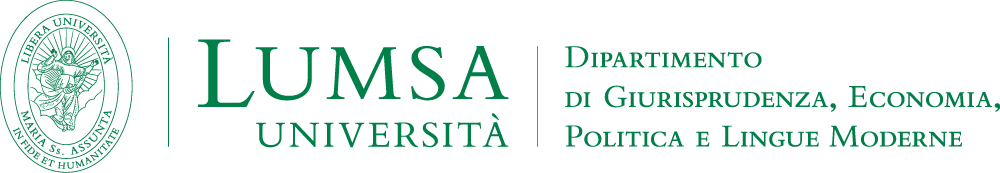 LIBERA UNIVERSITÀ
MARIA Ss. ASSUNTA
IN FIDE ET HUMANITATE
LUMSA
UNIVERSITÀ
DIPARTIMENTO
DI GIURISPRUDENZA, ECONOMIA,
POLITICA E LINGUE MODERNE